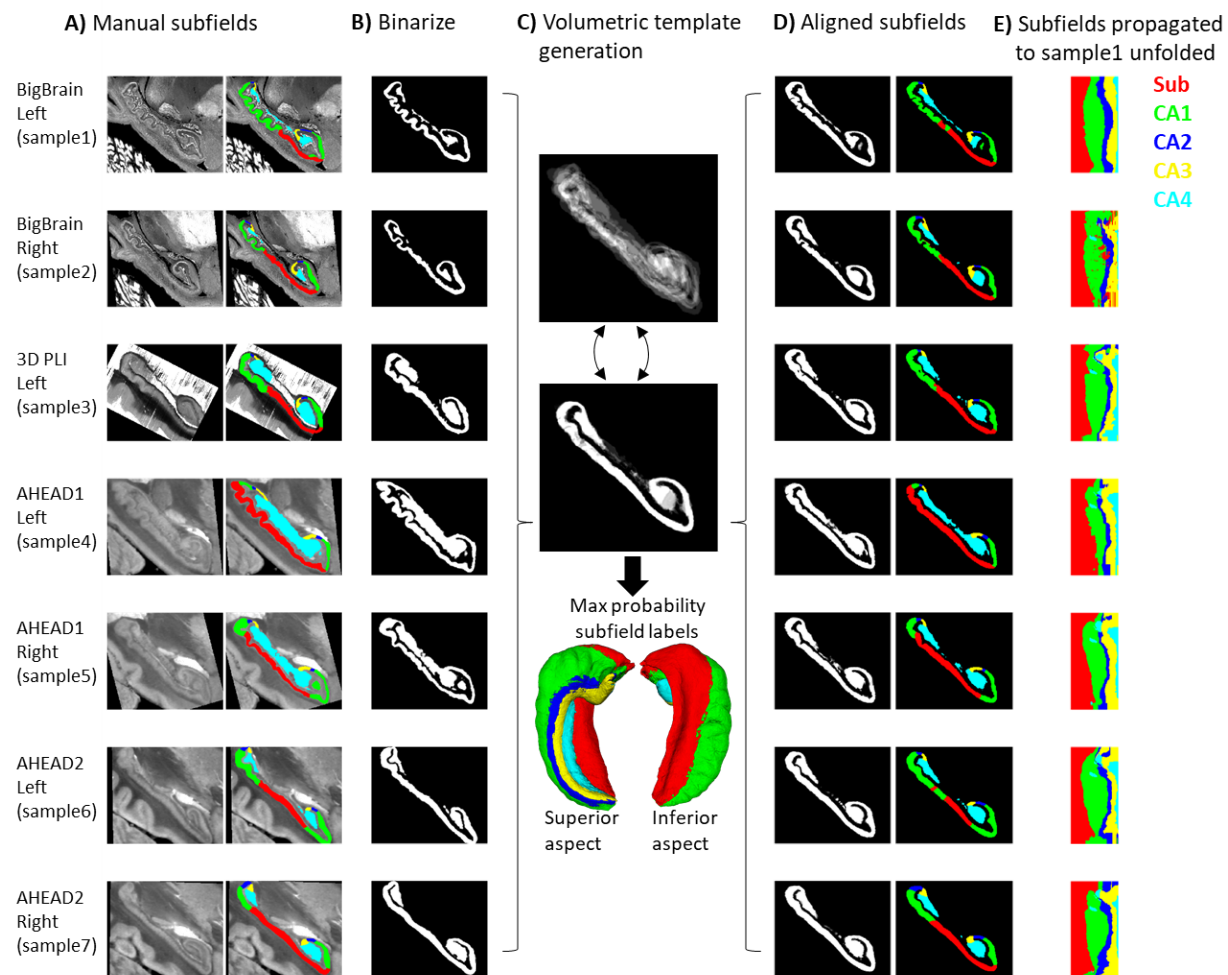 A) Manual subfields
B) Binarize
C) Volumetric template
generation
D) Aligned subfields
E) Subfields propagated
to sample1 unfolded
BigBrain
Left
(sample1)
Sub
CA1
CA2
CA3
CA4
BigBrain
Right
(sample2)
3D PLI
Left
(sample3)
AHEAD1
Left
(sample4)
Max probability
subfield labels
AHEAD1
Right
(sample5)
Superior
aspect
Inferior
aspect
AHEAD2
Left
(sample6)
AHEAD2
Right
(sample7)